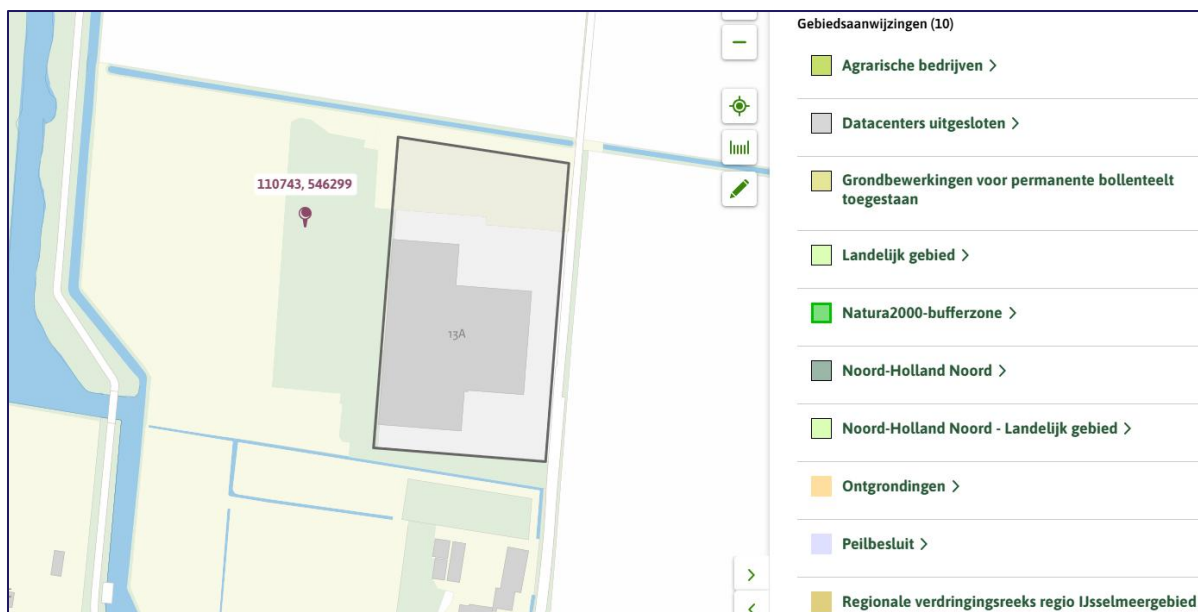 Gebiedsaanwijzingen (10)
Agrarische bedrijven >
Datacenters uitgesloten >
Grondbewerkingen voor permanente bollenteelt
toegestaan
Landelijk gebied >
Natura2000-bufferzone >
Noord-Holland Noord >
Noord-Holland Noord - Landelijk gebied >
Ontgrondingen >
Peilbesluit >
Regionale verdringingsreeks regio IJsselmeergebied
110743, 546299
13A